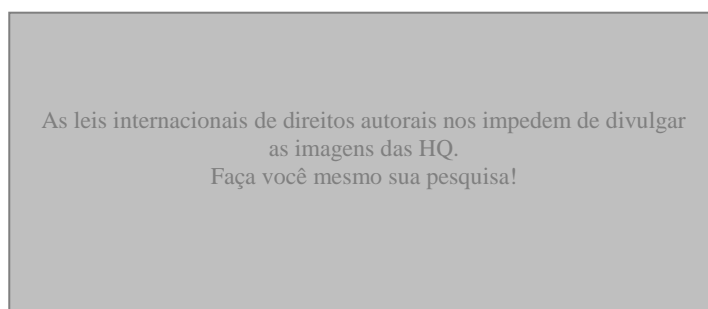 As leis internacionais de direitos autorais nos impedem de divulgar
as imagens das HQ.
Faça você mesmo sua pesquisa!